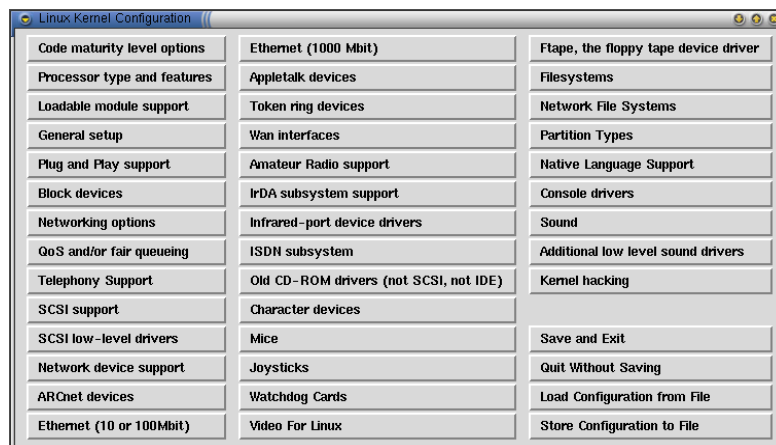 Linux Kernel Configuration
Code maturity level options
Processor type and features
Loadable module support
General setup
Plug and Play support
Block devices
Networking options
QoS and/or fair queueing
Telephony Support
SCSI support
SCSI low-level drivers
Network device support
ARCnet devices
Ethernet (10 or 100Mbit)
Ethernet (1000 Mbit)
Appletalk devices
Token ring devices
Wan interfaces
Amateur Radio support
IrDA subsystem support
Infrared-port device drivers
ISDN subsystem
Old CD-ROM drivers (not SCSI, not IDE)
Character devices
Mice
Joysticks
Watchdog Cards
Video For Linux
Ftape, the floppy tape device driver
Filesystems
Network File Systems
Partition Types
Native Language Support
Console drivers
Sound
Additional low level sound drivers
Kernel hacking
Save and Exit
Quit Without Saving
Load Configuration from File
Store Configuration to File